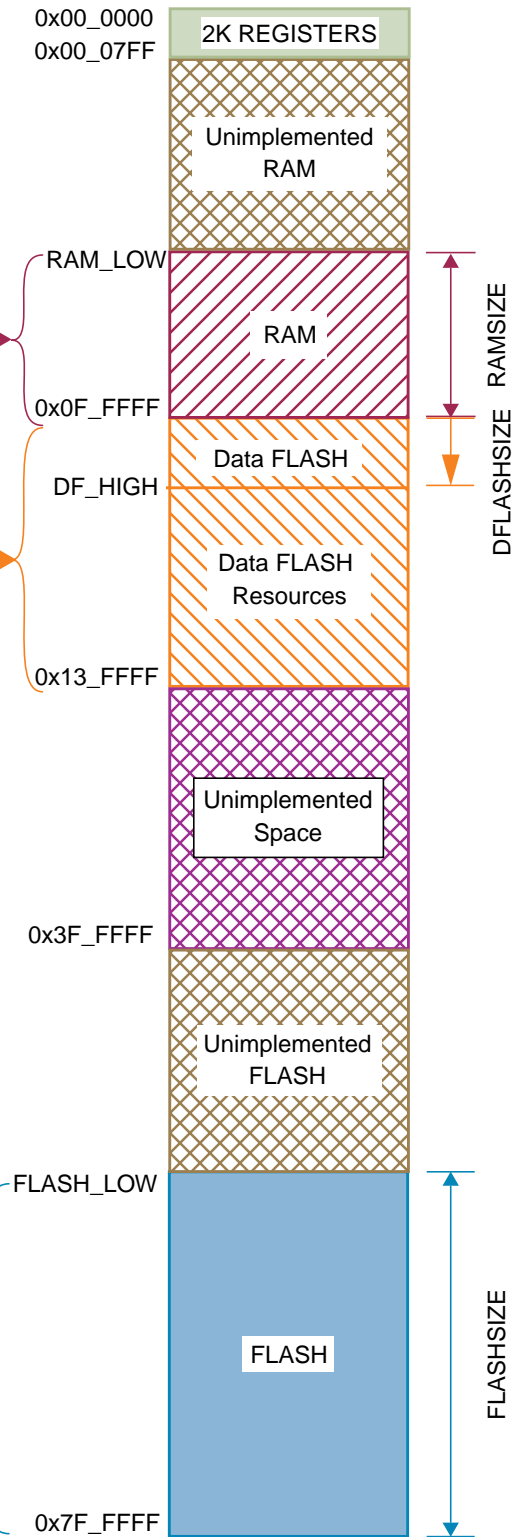 0x00_0000
2K REGISTERS
0x00_07FF
Unimplemented
RAM
RAM_LOW
RAM
RAMSIZE
0x0F_FFFF
Data FLASH
DF_HIGH
DFLASHSIZE
Data FLASH
Resources
0x13_FFFF
Unimplemented
Space
0x3F_FFFF
Unimplemented
FLASH
FLASH_LOW
FLASH
FLASHSIZE
0x7F_FFFF